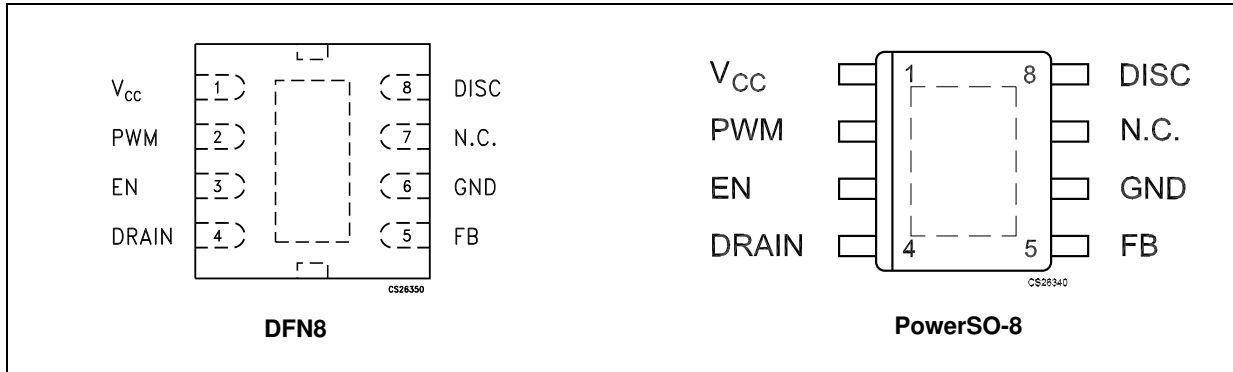 V_CC 1 8 DISC
PWM 2 7 N.C.
EN 3 6 GND
DRAIN 4 5 FB
CS26350
DFN8
V_CC 1 8 DISC
PWM N.C.
EN GND
DRAIN 4 5 FB
CS26340
PowerSO-8